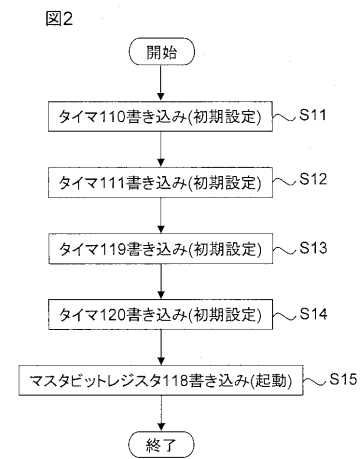 図2
開始
タイマ110書き込み(初期設定) S11
タイマ111書き込み(初期設定) S12
タイマ119書き込み(初期設定) S13
タイマ120書き込み(初期設定) S14
マスタビットレジスタ118書き込み(起動) S15
終了